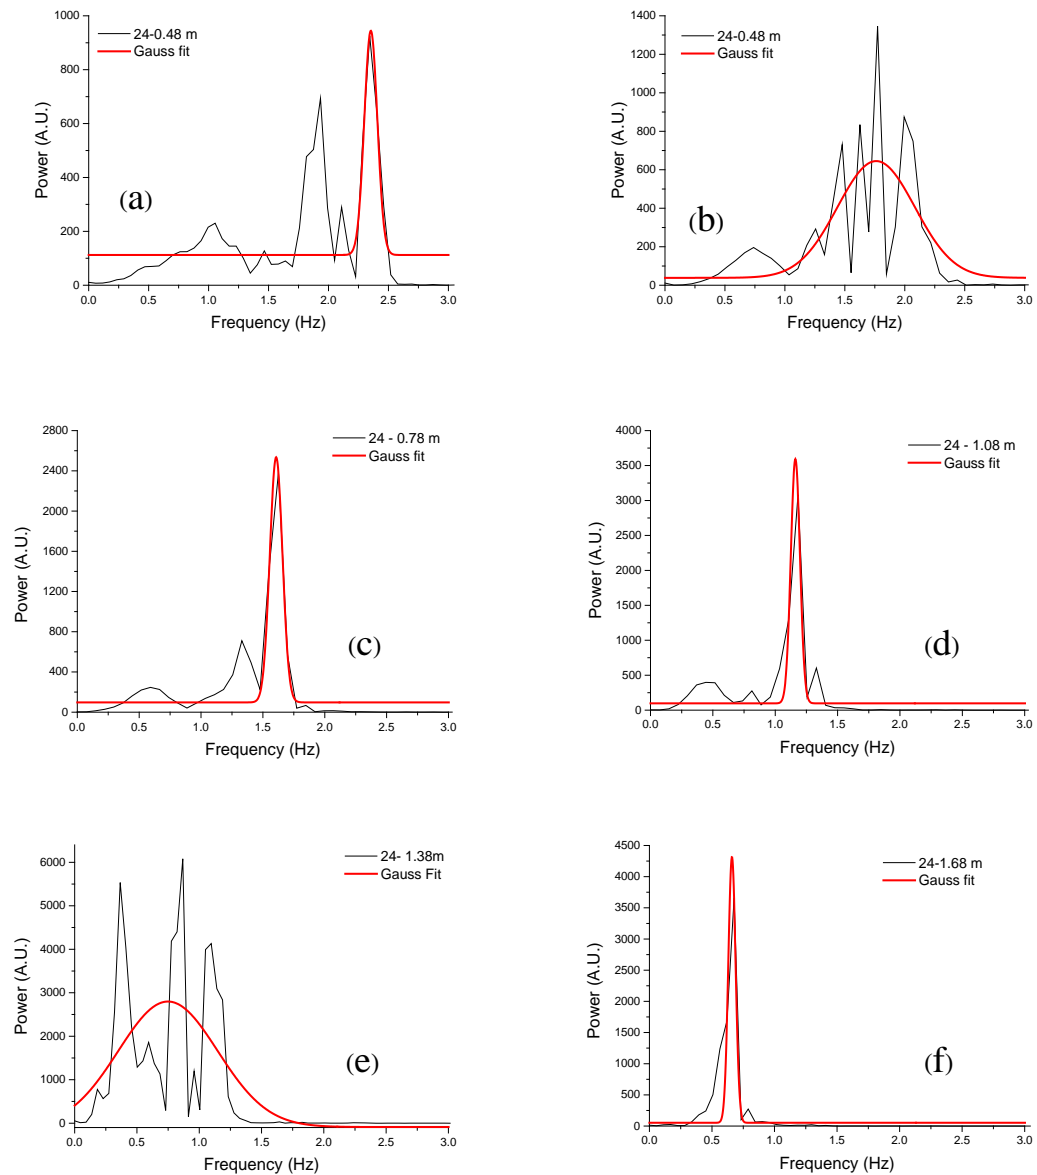 24-0.48 m
Gauss fit
1000
800
600
400
200
0
Power (A.U.)
(a)
0.0 0.5 1.0 1.5 2.0 2.5 3.0
Frequency (Hz)
24-0.48 m
Gauss fit
1400
1200
1000
800
600
400
200
0
Power (A.U.)
(b)
0.0 0.5 1.0 1.5 2.0 2.5 3.0
Frequency (Hz)
24 - 0.78 m
Gauss fit
2800
2400
2000
1600
1200
800
400
0
Power (A.U.)
(c)
0.0 0.5 1.0 1.5 2.0 2.5 3.0
Frequency (Hz)
24 - 1.08 m
Gauss fit
4000
3500
3000
2500
2000
1500
1000
500
0
Power (A.U.)
(d)
0.0 0.5 1.0 1.5 2.0 2.5 3.0
Frequency (Hz)
24- 1.38m
Gauss Fit
6000
5000
4000
3000
2000
1000
0
Power (A.U.)
(e)
0.0 0.5 1.0 1.5 2.0 2.5 3.0
Frequency (Hz)
24-1.68 m
Gauss fit
4500
4000
3500
3000
2500
2000
1500
1000
500
0
Power (A.U.)
(f)
0.0 0.5 1.0 1.5 2.0 2.5 3.0
Frequency (Hz)